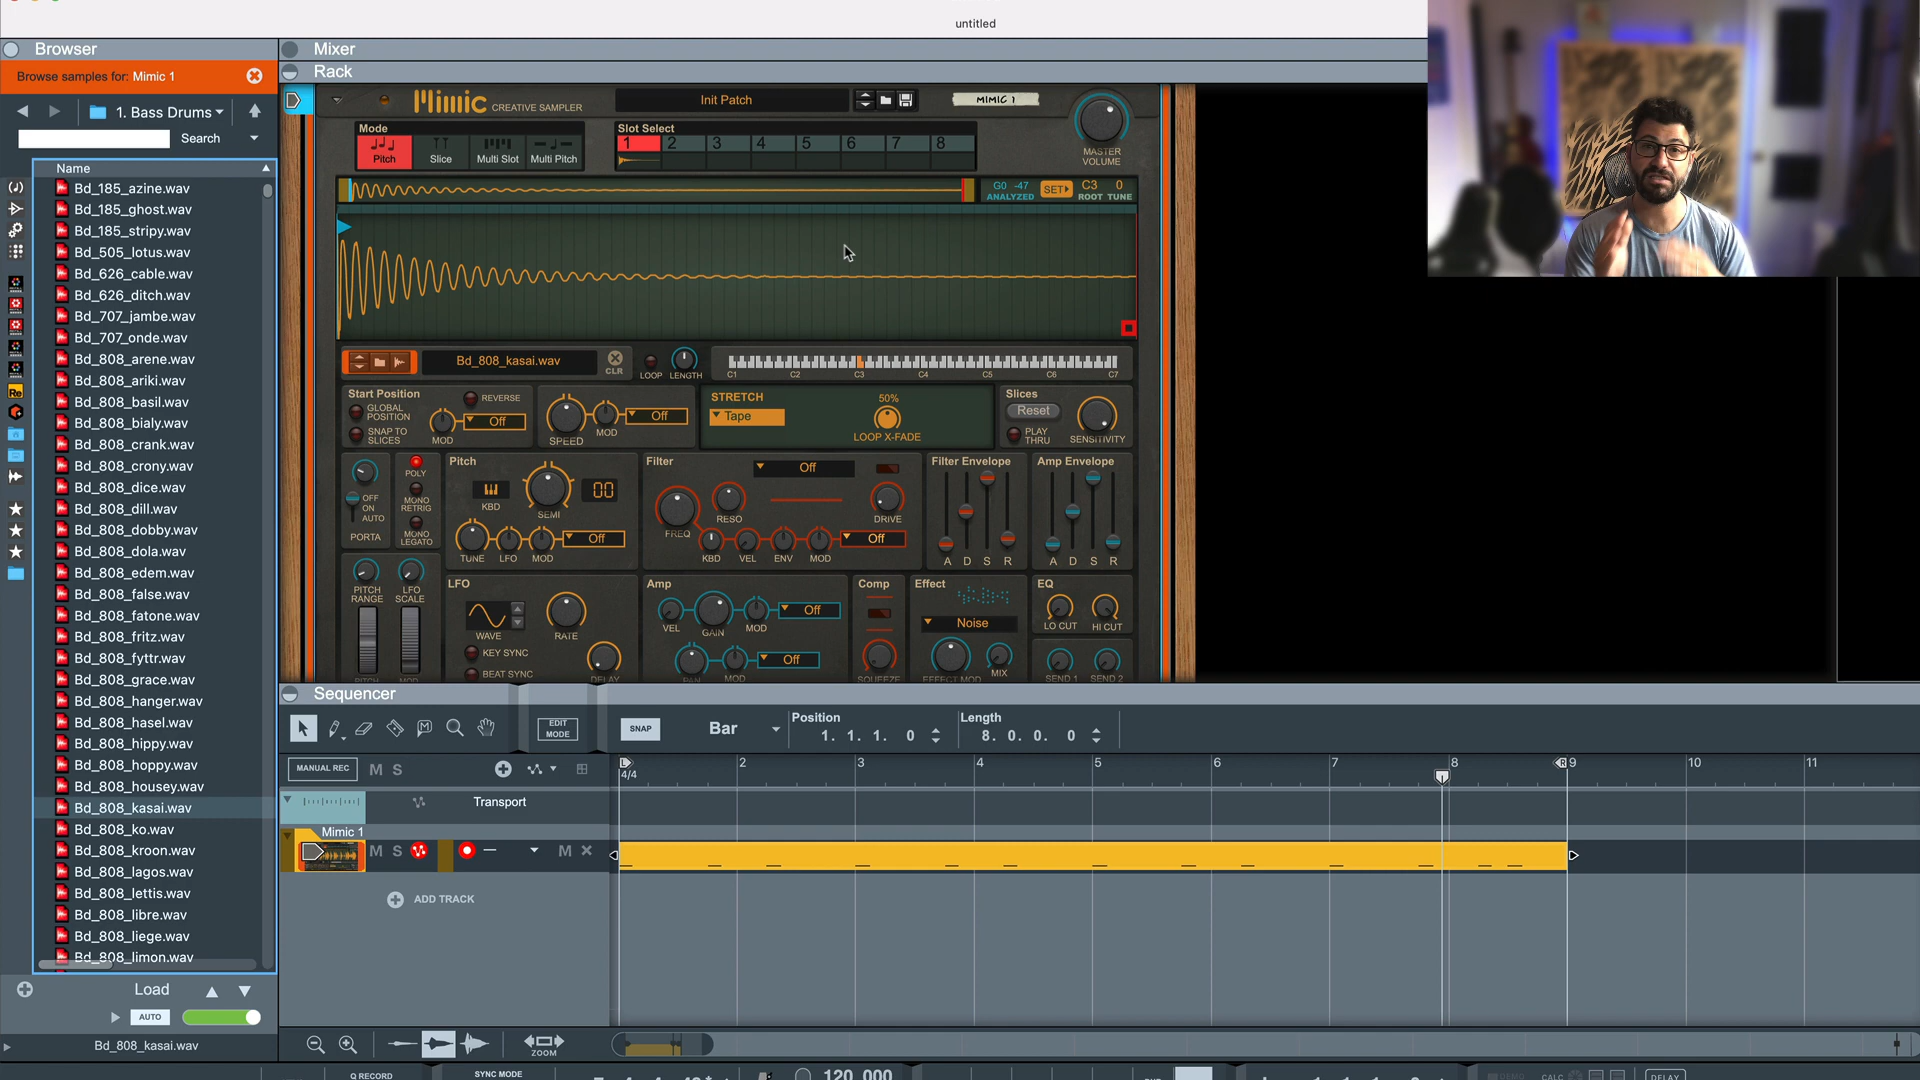 untitled
Browser
Browse samples for: Mimic 1
1. Bass Drums
Search
Name
Bd_185_azine.wav
Bd_185_ghost.wav
Bd_185_stripy.wav
Bd_505_lotus.wav
Bd_626_cable.wav
Bd_626_ditch.wav
Bd_707_jambe.wav
Bd_707_onde.wav
Bd_808_arene.wav
Bd_808_ariki.wav
Bd_808_basil.wav
Bd_808_bialy.wav
Bd_808_crank.wav
Bd_808_crony.wav
Bd_808_dice.wav
Bd_808_dill.wav
Bd_808_dobby.wav
Bd_808_dola.wav
Bd_808_edem.wav
Bd_808_false.wav
Bd_808_fatone.wav
Bd_808_fritz.wav
Bd_808_fyttr.wav
Bd_808_grace.wav
Bd_808_hanger.wav
Bd_808_hasel.wav
Bd_808_hippy.wav
Bd_808_hoppy.wav
Bd_808_housey.wav
Bd_808_kasai.wav
Bd_808_ko.wav
Bd_808_kroon.wav
Bd_808_lagos.wav
Bd_808_lettis.wav
Bd_808_libre.wav
Bd_808_liege.wav
Bd_808_limon.wav
Re
Load
AUTO
Bd_808_kasai.wav
Mixer
Rack
Mimic CREATIVE SAMPLER
Init Patch
MIMIC 1
MASTER VOLUME
Mode
Pitch Slice Multi Slot Multi Pitch
Slot Select
1 2 3 4 5 6 7 8
G0 -47 SET C3 0
ANALYZED ROOT TUNE
Bd_808_kasai.wav
CLR LOOP LENGTH
C1 C2 C3 C4 C5 C6 C7
Start Position
REVERSE
GLOBAL POSITION
SNAP TO SLICES
MOD Off
SPEED MOD Off
STRETCH
Tape
50%
LOOP X-FADE
Slices
Reset
PLAY THRU
SENSITIVITY
OFF
ON
AUTO
PORTA
POLY
MONO RETRIG
MONO LEGATO
Pitch
KBD SEMI 00
TUNE LFO MOD Off
Filter
Off
FREQ RESO DRIVE
KBD VEL ENV MOD Off
Filter Envelope
A D S R
Amp Envelope
A D S R
PITCH RANGE
LFO SCALE
LFO
WAVE RATE
KEY SYNC
BEAT SYNC
DELAY
Amp
VEL GAIN MOD Off
PAN MOD Off
Comp
SQUEEZE
Effect
Noise
EFFECT MOD MIX
EQ
LO CUT HI CUT
SEND 1 SEND 2
PITCH MOD
Sequencer
EDIT MODE
SNAP
Bar
Position
1. 1. 1. 0
Length
8. 0. 0. 0
MANUAL REC M S
L
4/4
2 3 4 5 6 7 8 R 9 10 11
Transport
Mimic 1
M S
M
ADD TRACK
ZOOM
Q RECORD
SYNC MODE
120.000
CALC
DELAY